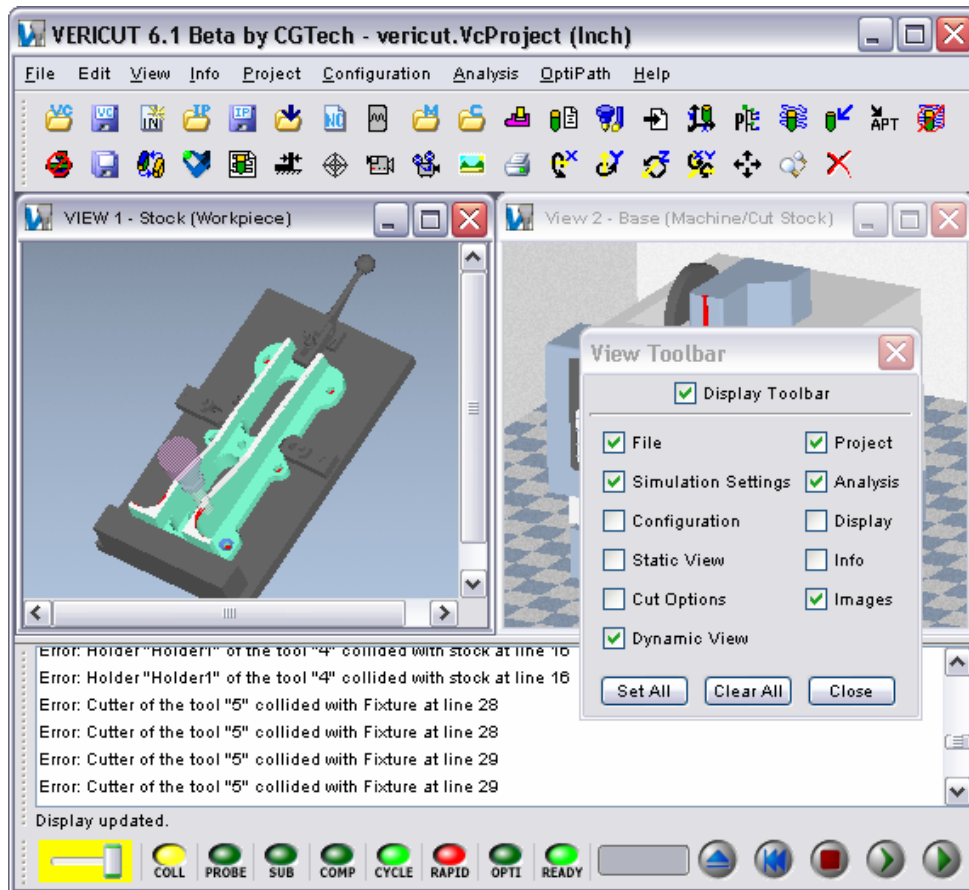 VERICUT 6.1 Beta by CGTech - vericut.VcProject (Inch)
File Edit View Info Project Configuration Analysis OptiPath Help
VC VC INI IP IP NC M C APT
VIEW 1 - Stock (Workpiece)
View 2 - Base (Machine/Cut Stock)
View Toolbar
Display Toolbar
File Project
Simulation Settings Analysis
Configuration Display
Static View Info
Cut Options Images
Dynamic View
Set All Clear All Close
Error: Holder "Holder1" of the tool "4" collided with stock at line 16
Error: Holder "Holder1" of the tool "4" collided with stock at line 16
Error: Cutter of the tool "5" collided with Fixture at line 28
Error: Cutter of the tool "5" collided with Fixture at line 28
Error: Cutter of the tool "5" collided with Fixture at line 29
Error: Cutter of the tool "5" collided with Fixture at line 29
Display updated.
COLL PROBE SUB COMP CYCLE RAPID OPTI READY